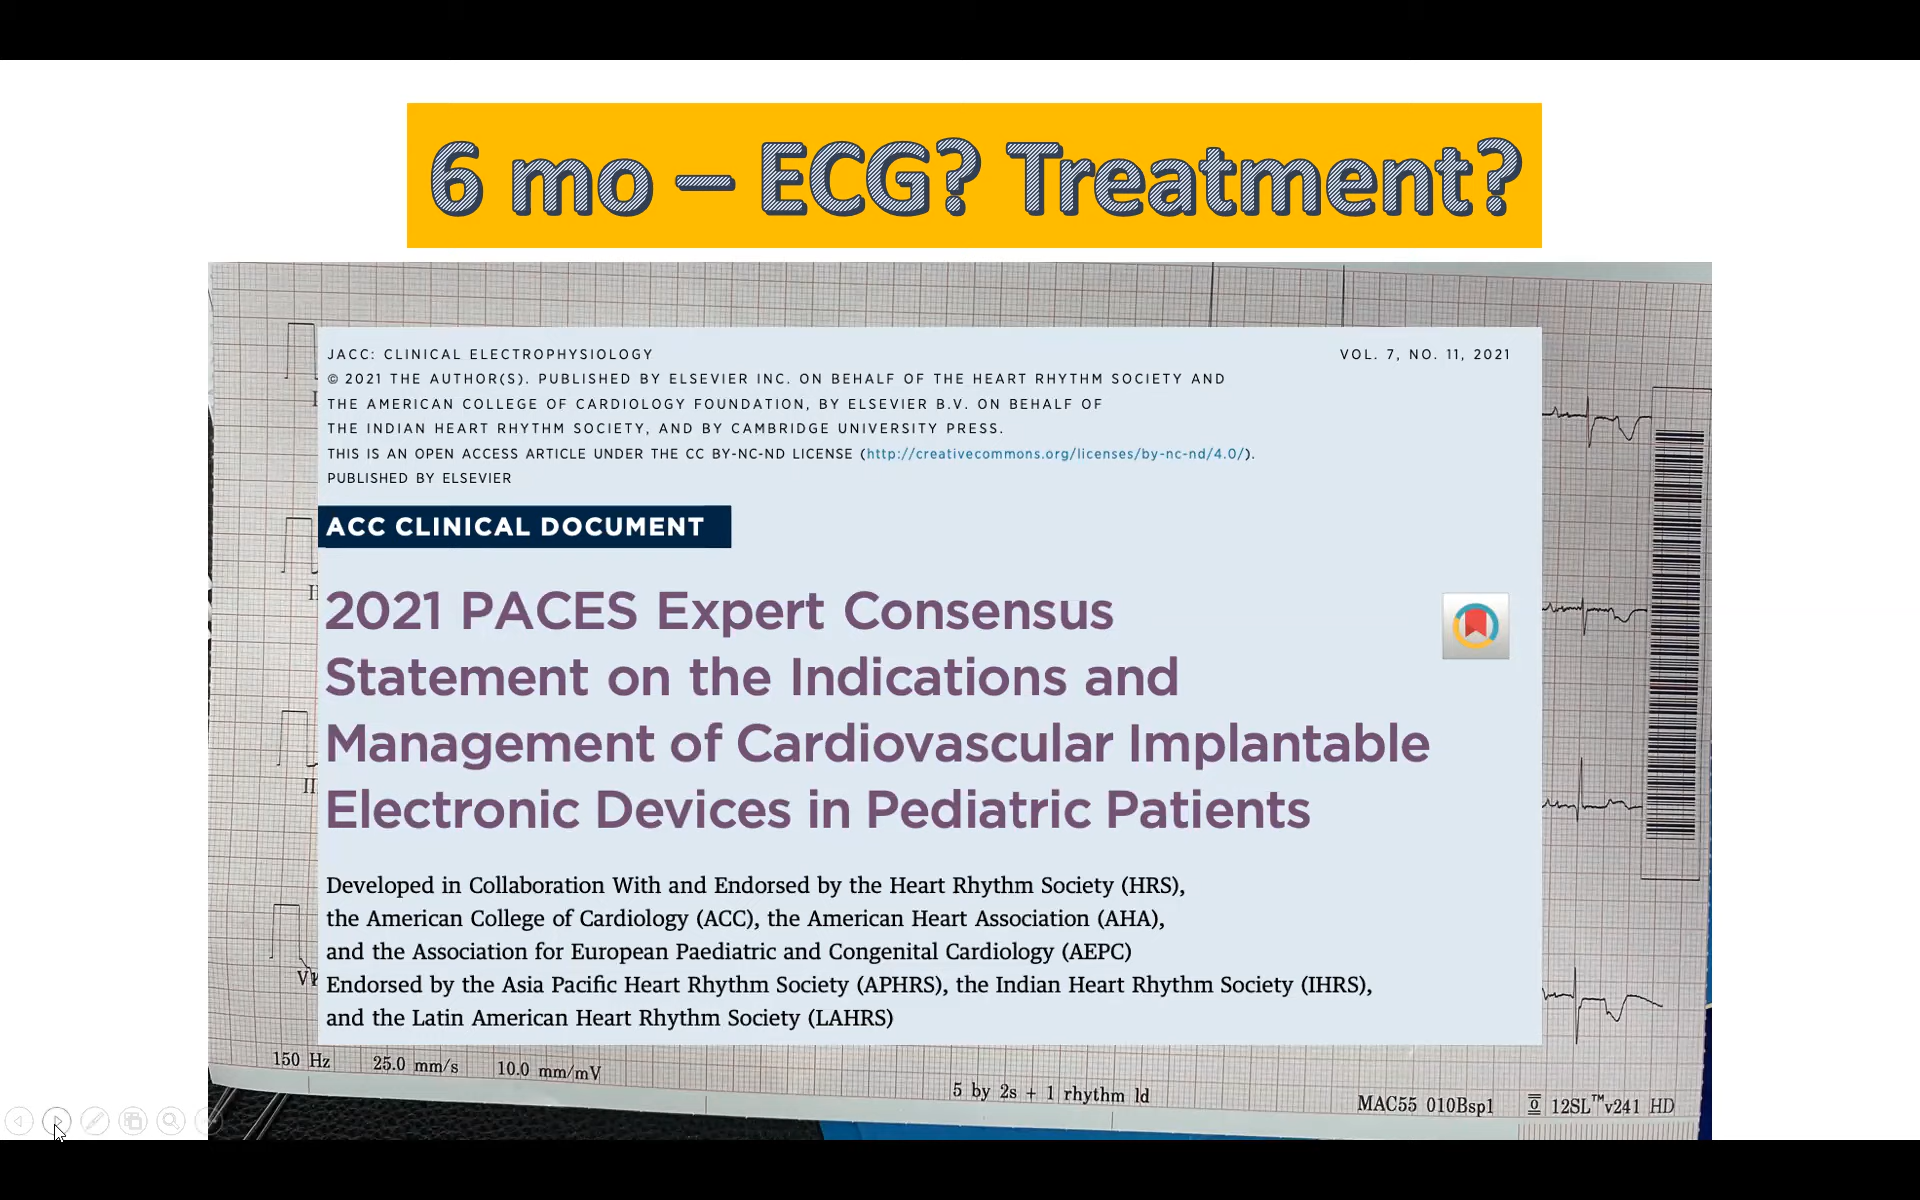 6 mo – ECG? Treatment?
JACC: CLINICAL ELECTROPHYSIOLOGY
VOL. 7, NO. 11, 2021
© 2021 THE AUTHOR(S). PUBLISHED BY ELSEVIER INC. ON BEHALF OF THE HEART RHYTHM SOCIETY AND
THE AMERICAN COLLEGE OF CARDIOLOGY FOUNDATION, BY ELSEVIER B.V. ON BEHALF OF
THE INDIAN HEART RHYTHM SOCIETY, AND BY CAMBRIDGE UNIVERSITY PRESS.
THIS IS AN OPEN ACCESS ARTICLE UNDER THE CC BY-NC-ND LICENSE (http://creativecommons.org/licenses/by-nc-nd/4.0/).
PUBLISHED BY ELSEVIER
ACC CLINICAL DOCUMENT
2021 PACES Expert Consensus
Statement on the Indications and
Management of Cardiovascular Implantable
Electronic Devices in Pediatric Patients
Developed in Collaboration With and Endorsed by the Heart Rhythm Society (HRS),
the American College of Cardiology (ACC), the American Heart Association (AHA),
and the Association for European Paediatric and Congenital Cardiology (AEPC)
Endorsed by the Asia Pacific Heart Rhythm Society (APHRS), the Indian Heart Rhythm Society (IHRS),
and the Latin American Heart Rhythm Society (LAHRS)
150 Hz 25.0 mm/s 10.0 mm/mV
5 by 2s + 1 rhythm ld
MAC55 010Bsp1
12SL™v241 HD